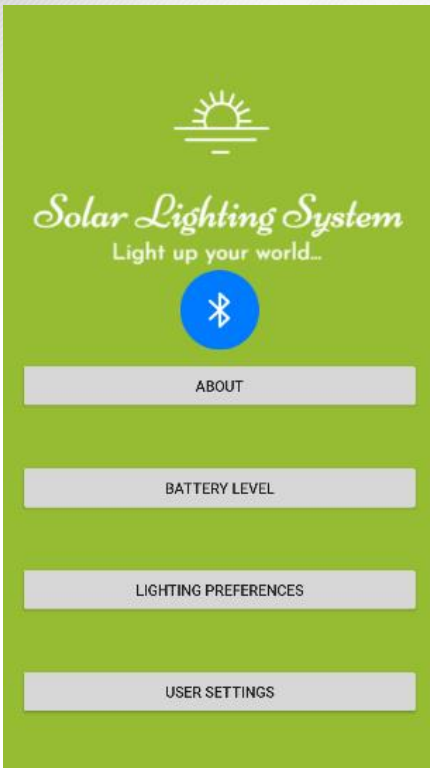 Solar Lighting System
Light up your world...
ABOUT
BATTERY LEVEL
LIGHTING PREFERENCES
USER SETTINGS